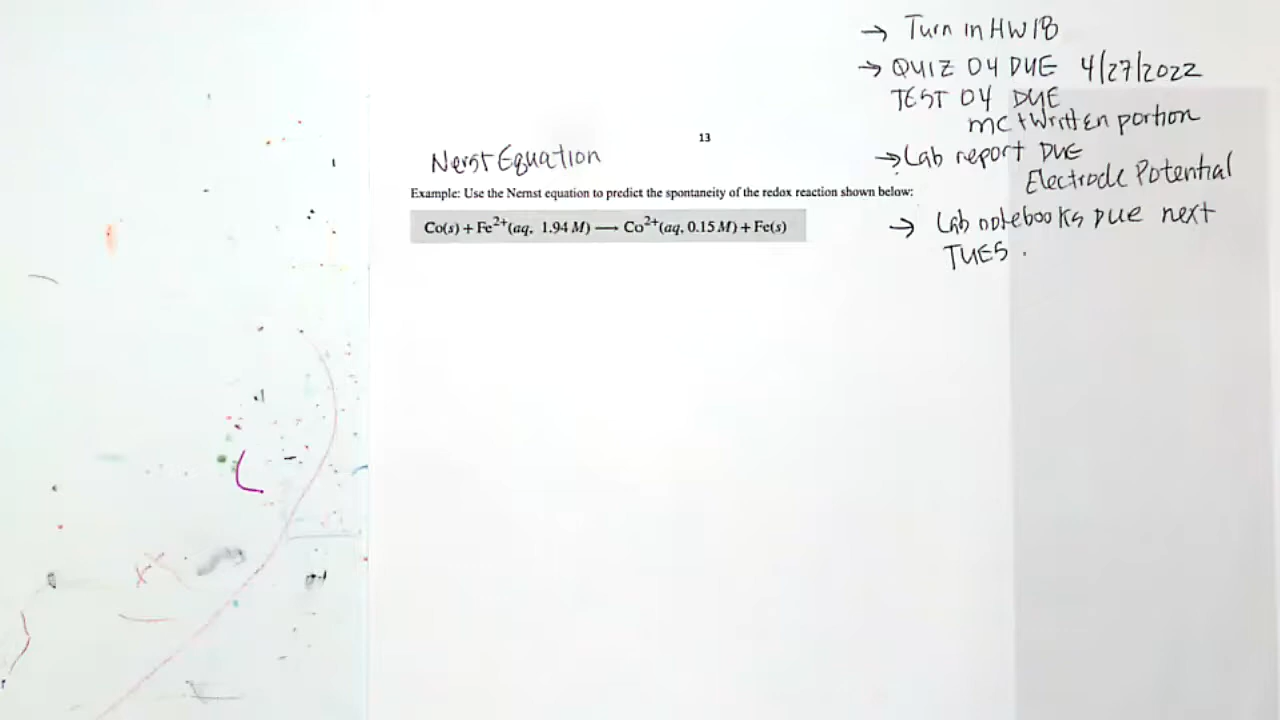 → Turn in HW18
→ QUIZ 04 DUE 4/27/2022
TEST 04 DUE
mc + Written portion
13
Nerst Equation
→ Lab report DUE
Electrode Potential
Example: Use the Nernst equation to predict the spontaneity of the redox reaction shown below:
Co(s) + Fe²⁺(aq, 1.94 M) ⟶ Co²⁺(aq, 0.15 M) + Fe(s)
→ Lab notebooks Due next
TUES.